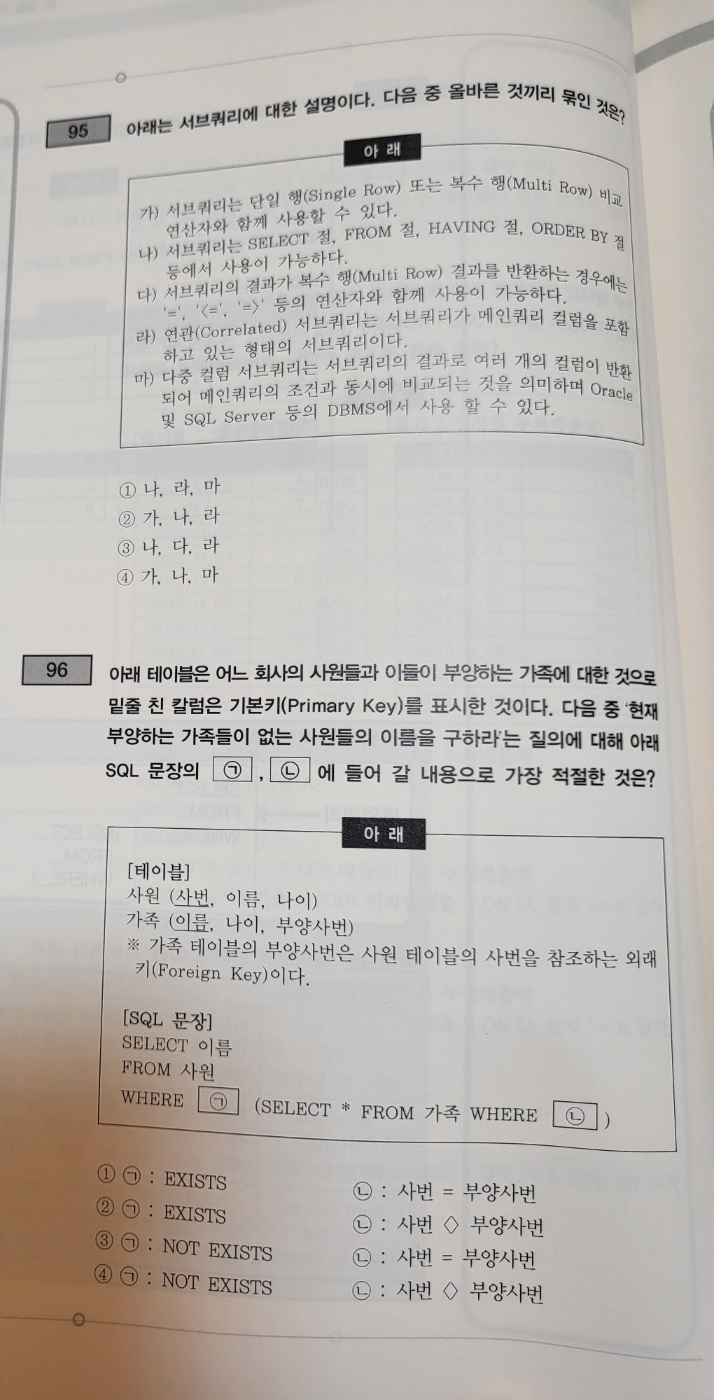 95 아래는 서브쿼리에 대한 설명이다. 다음 중 올바른 것끼리 묶인 것은?
아 래
가) 서브쿼리는 단일 행(Single Row) 또는 복수 행(Multi Row) 비교
연산자와 함께 사용할 수 있다.
나) 서브쿼리는 SELECT 절, FROM 절, HAVING 절, ORDER BY 절
등에서 사용이 가능하다.
다) 서브쿼리의 결과가 복수 행(Multi Row) 결과를 반환하는 경우에는
'=', '<=', '=>' 등의 연산자와 함께 사용이 가능하다.
라) 연관(Correlated) 서브쿼리는 서브쿼리가 메인쿼리 컬럼을 포함
하고 있는 형태의 서브쿼리이다.
마) 다중 컬럼 서브쿼리는 서브쿼리의 결과로 여러 개의 컬럼이 반환
되어 메인쿼리의 조건과 동시에 비교되는 것을 의미하며 Oracle
및 SQL Server 등의 DBMS에서 사용 할 수 있다.
① 나, 라, 마
② 가, 나, 라
③ 나, 다, 라
④ 가, 나, 마
96 아래 테이블은 어느 회사의 사원들과 이들이 부양하는 가족에 대한 것으로
밑줄 친 칼럼은 기본키(Primary Key)를 표시한 것이다. 다음 중 '현재
부양하는 가족들이 없는 사원들의 이름을 구하라'는 질의에 대해 아래
SQL 문장의 ㉠ , ㉡ 에 들어 갈 내용으로 가장 적절한 것은?
아 래
[테이블]
사원 (사번, 이름, 나이)
가족 (이름, 나이, 부양사번)
※ 가족 테이블의 부양사번은 사원 테이블의 사번을 참조하는 외래
키(Foreign Key)이다.
[SQL 문장]
SELECT 이름
FROM 사원
WHERE ㉠ (SELECT * FROM 가족 WHERE ㉡ )
① ㉠ : EXISTS ㉡ : 사번 = 부양사번
② ㉠ : EXISTS ㉡ : 사번 <> 부양사번
③ ㉠ : NOT EXISTS ㉡ : 사번 = 부양사번
④ ㉠ : NOT EXISTS ㉡ : 사번 <> 부양사번